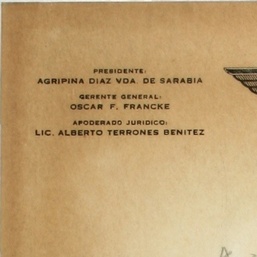 PRESIDENTE:
AGRIPINA DIAZ VDA. DE SARABIA
GERENTE GENERAL:
OSCAR F. FRANCKE
APODERADO JURIDICO:
LIC. ALBERTO TERRONES BENITEZ